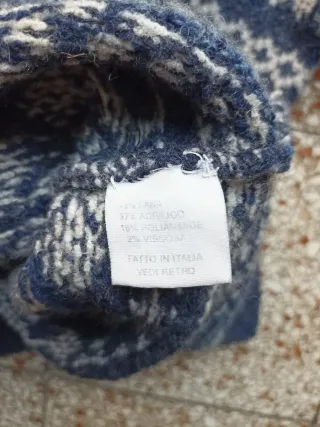 LANA
37% ACRILICO
16% POLIAMMIDE
2% VISCOSA
FATTO IN ITALIA
VEDI RETRO